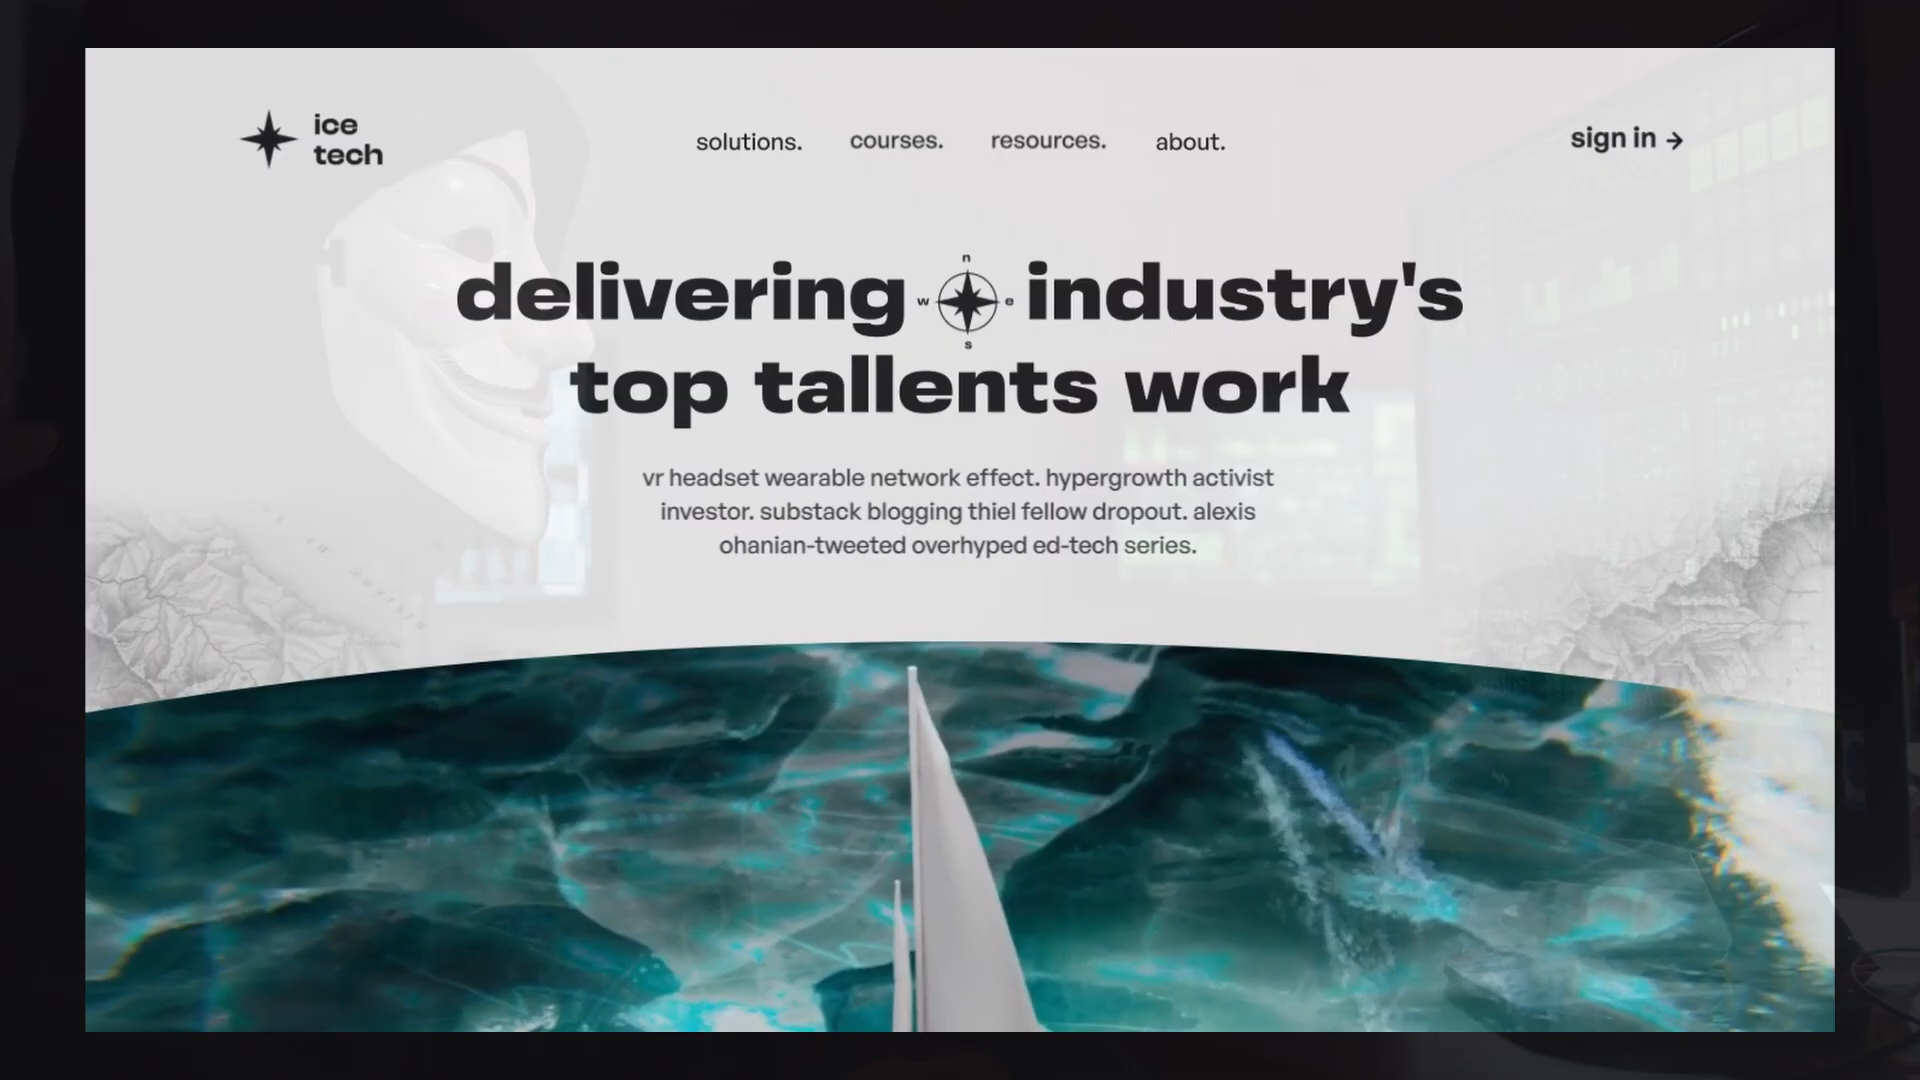 ice
tech
solutions. courses. resources. about.
sign in →
n
delivering w e industry's
s
top tallents work
vr headset wearable network effect. hypergrowth activist
investor. substack blogging thiel fellow dropout. alexis
ohanian-tweeted overhyped ed-tech series.